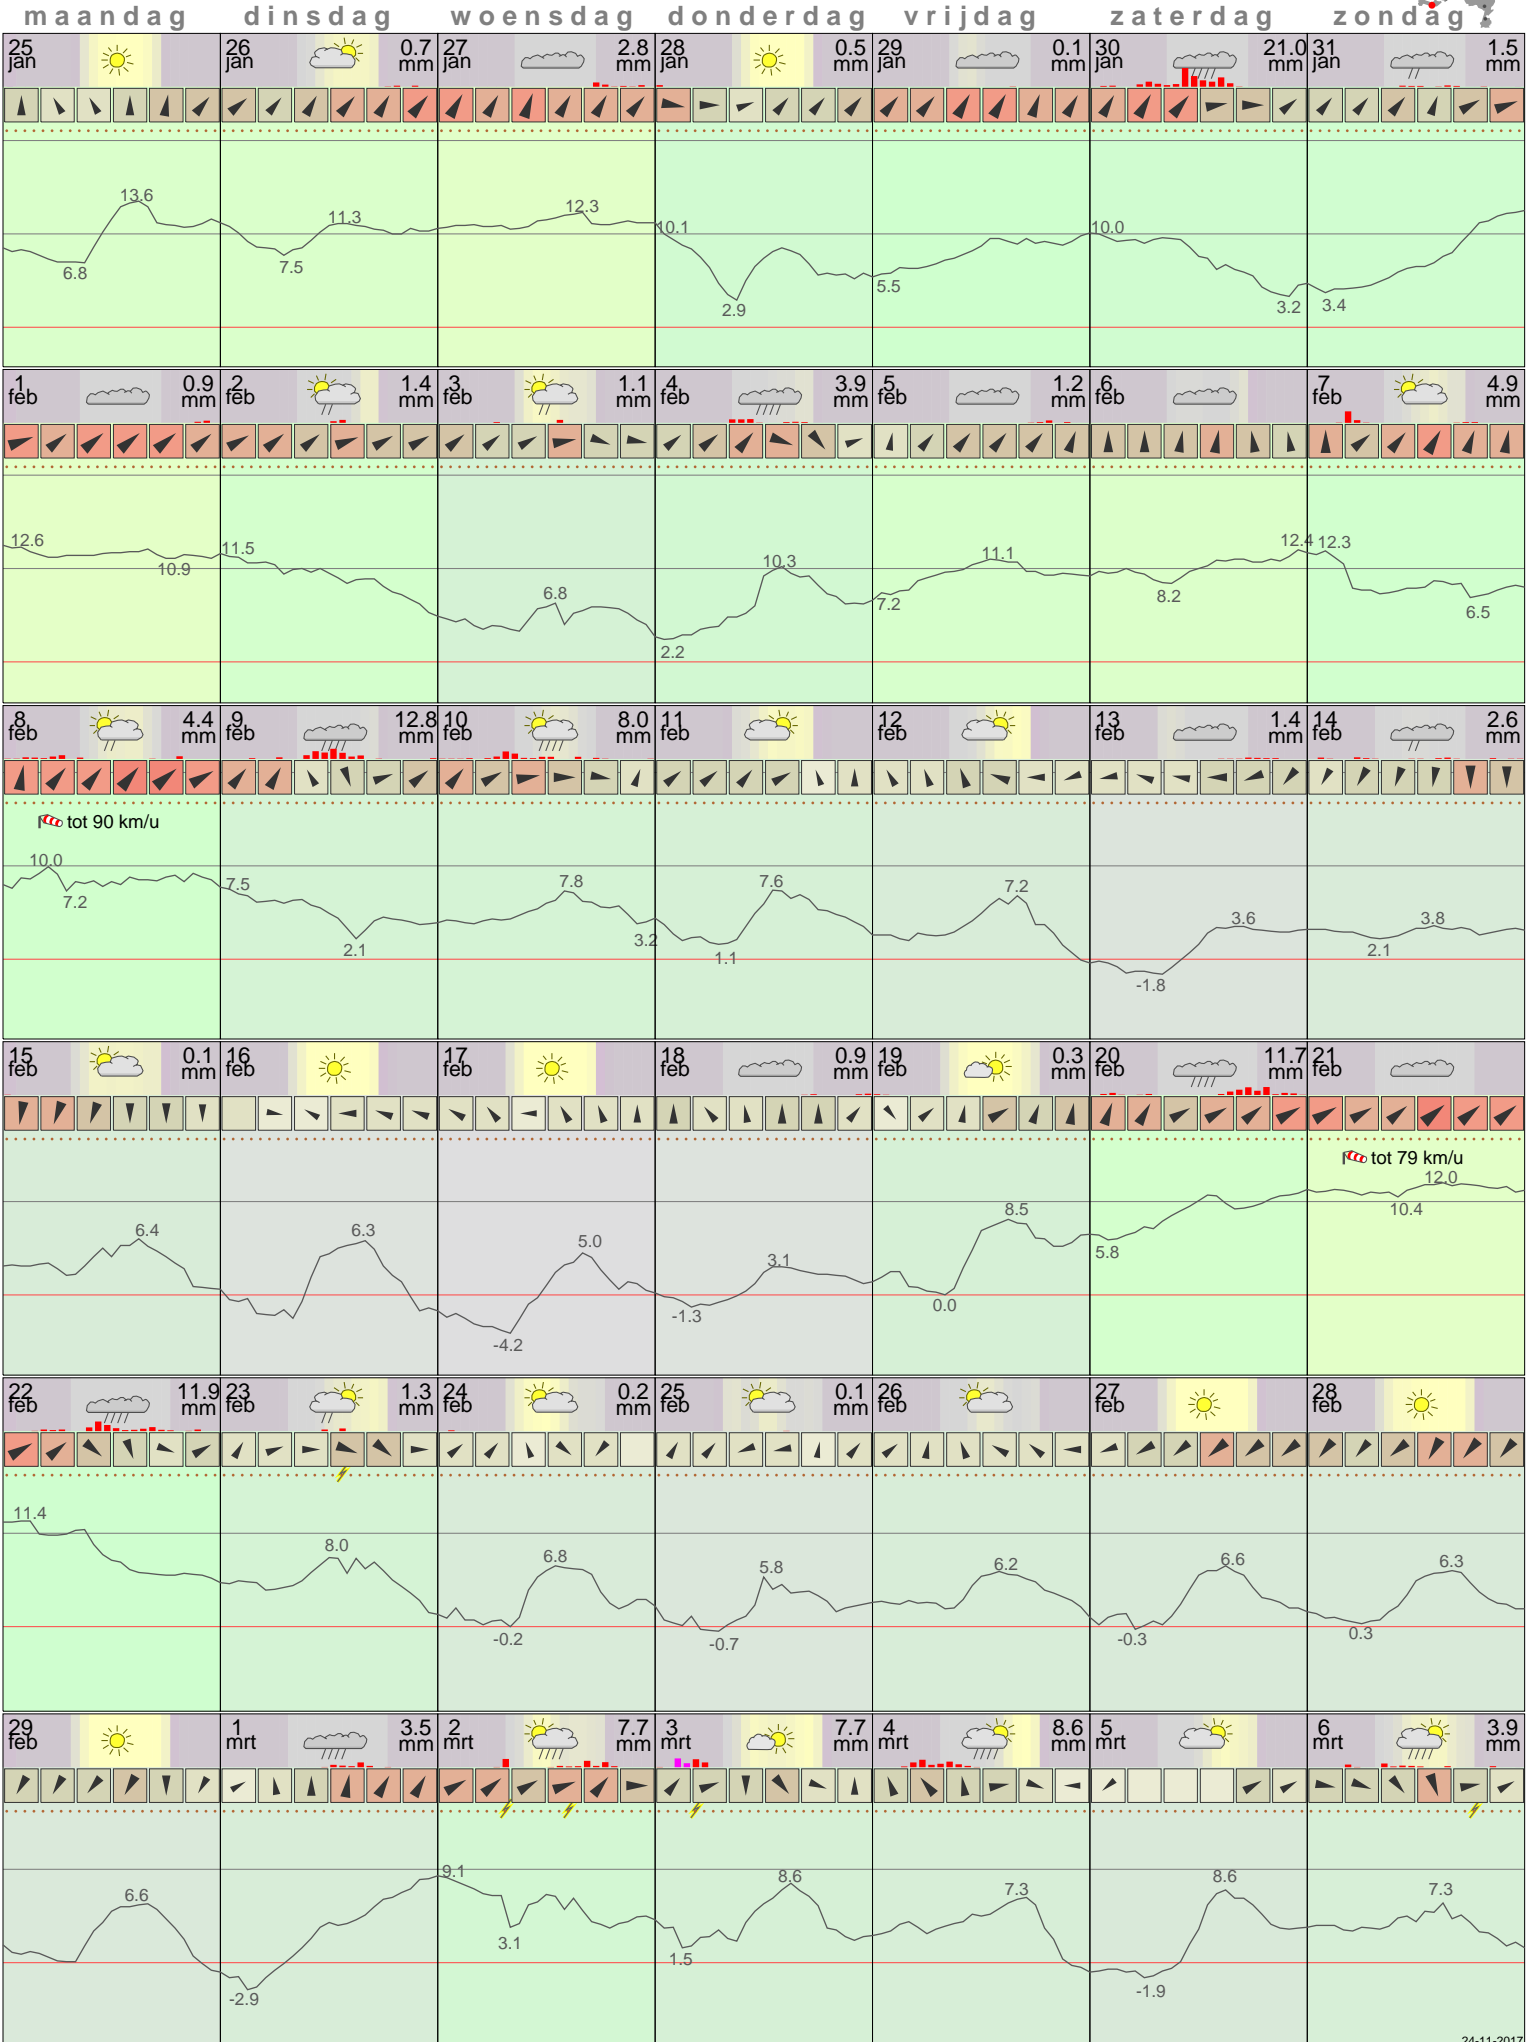 maandag dinsdag woensdag donderdag vrijdag zaterdag zondag
25 26 0.7 27 2.8 28 0.5 29 0.1 30 21.0 31 1.5
jan jan mm jan mm jan mm jan mm jan mm jan mm
13.6 11.3 12.3 10.1 10.0
6.8 7.5 2.9 5.5 3.2 3.4
1 0.9 2 1.4 3 1.1 4 3.9 5 1.2 6 7 4.9
feb mm feb mm feb mm feb mm feb mm feb feb mm
12.6 11.5 10.3 11.1 12.4 12.3
10.9 6.8 2.2 7.2 8.2 6.5
8 4.4 9 12.8 10 8.0 11 12 13 1.4 14 2.6
feb mm feb mm feb mm feb feb feb mm feb mm
tot 90 km/u
10.0 7.5 7.8 7.6 7.2 3.6 3.8
7.2 2.1 3.2 1.1 -1.8 2.1
15 0.1 16 17 18 0.9 19 0.3 20 11.7 21
feb mm feb feb feb mm feb mm feb mm feb
tot 79 km/u
6.4 6.3 5.0 3.1 8.5 12.0
-4.2 -1.3 0.0 5.8 10.4
22 11.9 23 1.3 24 0.2 25 0.1 26 27 28
feb mm feb mm feb mm feb mm feb feb feb
11.4 8.0 6.8 5.8 6.2 6.6 6.3
-0.2 -0.7 -0.3 0.3
29 1 3.5 2 7.7 3 7.7 4 8.6 5 6 3.9
feb mrt mm mrt mm mrt mm mrt mm mrt mrt mm
6.6 9.1 8.6 7.3 8.6 7.3
-2.9 3.1 1.5 -1.9
24-11-2017